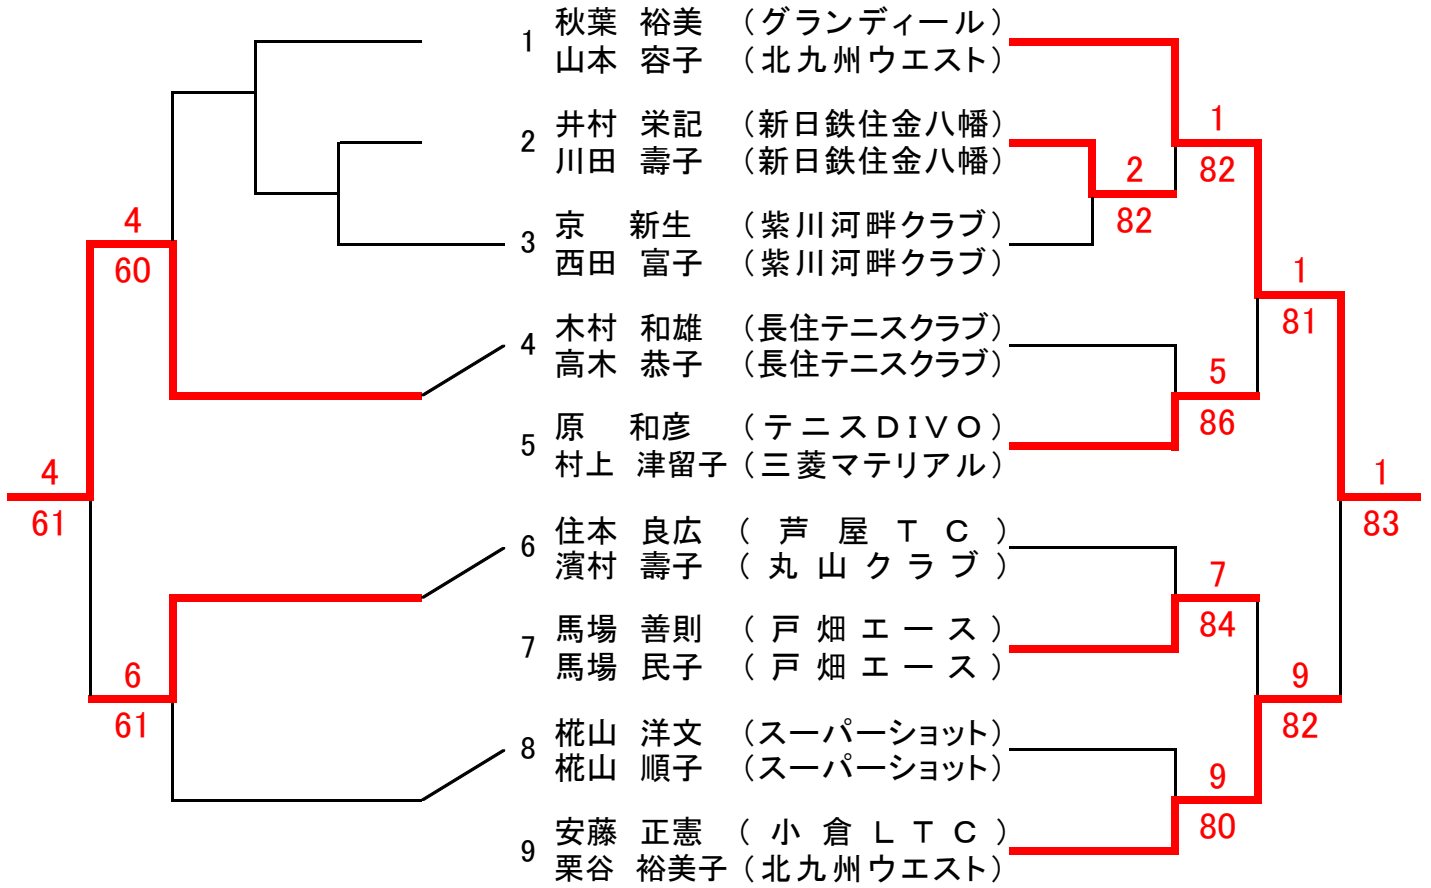 1 秋葉 裕美 (グランディール)
山本 容子 (北九州ウエスト)
2 井村 栄記 (新日鉄住金八幡)
川田 壽子 (新日鉄住金八幡)
3 京 新生 (紫川河畔クラブ)
西田 富子 (紫川河畔クラブ)
4 木村 和雄 (長住テニスクラブ)
高木 恭子 (長住テニスクラブ)
5 原 和彦 (テニスDIVO)
村上 津留子 (三菱マテリアル)
6 住本 良広 (芦屋TC)
濱村 壽子 (丸山クラブ)
7 馬場 善則 (戸畑エース)
馬場 民子 (戸畑エース)
8 椛山 洋文 (スーパーショット)
椛山 順子 (スーパーショット)
9 安藤 正憲 (小倉LTC)
栗谷 裕美子 (北九州ウエスト)
4
60
4
61
6
61
1
82
2
82
1
81
5
86
1
83
7
84
9
82
9
80